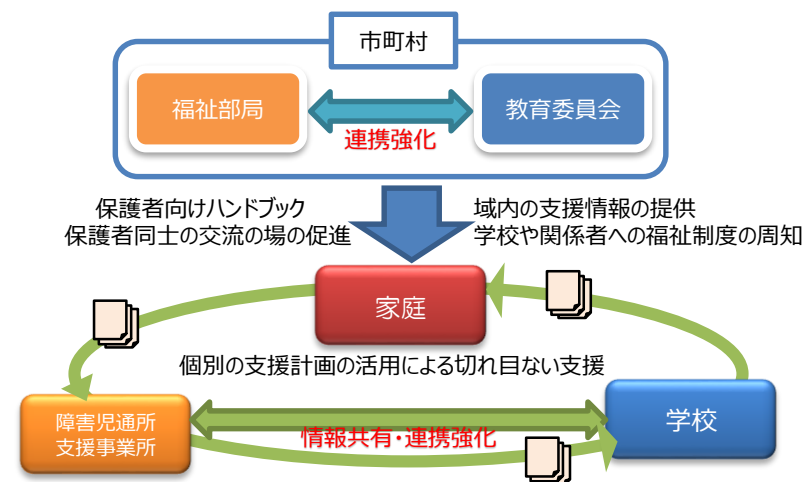 市町村
福祉部局
教育委員会
連携強化
保護者向けハンドブック
保護者同士の交流の場の促進
域内の支援情報の提供
学校や関係者への福祉制度の周知
家庭
個別の支援計画の活用による切れ目ない支援
障害児通所
支援事業所
情報共有・連携強化
学校